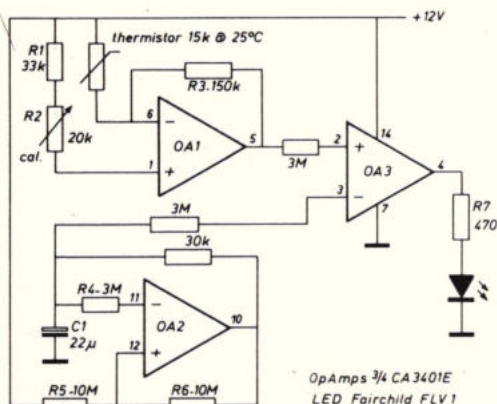 +12V
R1
33k
thermistor 15k @ 25°C
R3.150k
R2
20k
cal.
6
−
OA1
5
1
+
3M
2
+
14
OA3
4
3
−
7
R7
470
3M
30k
R4-3M
11
−
OA2
10
12
+
C1
22μ
R5-10M
R6-10M
OpAmps 3/4 CA3401E
LED Fairchild FLV1